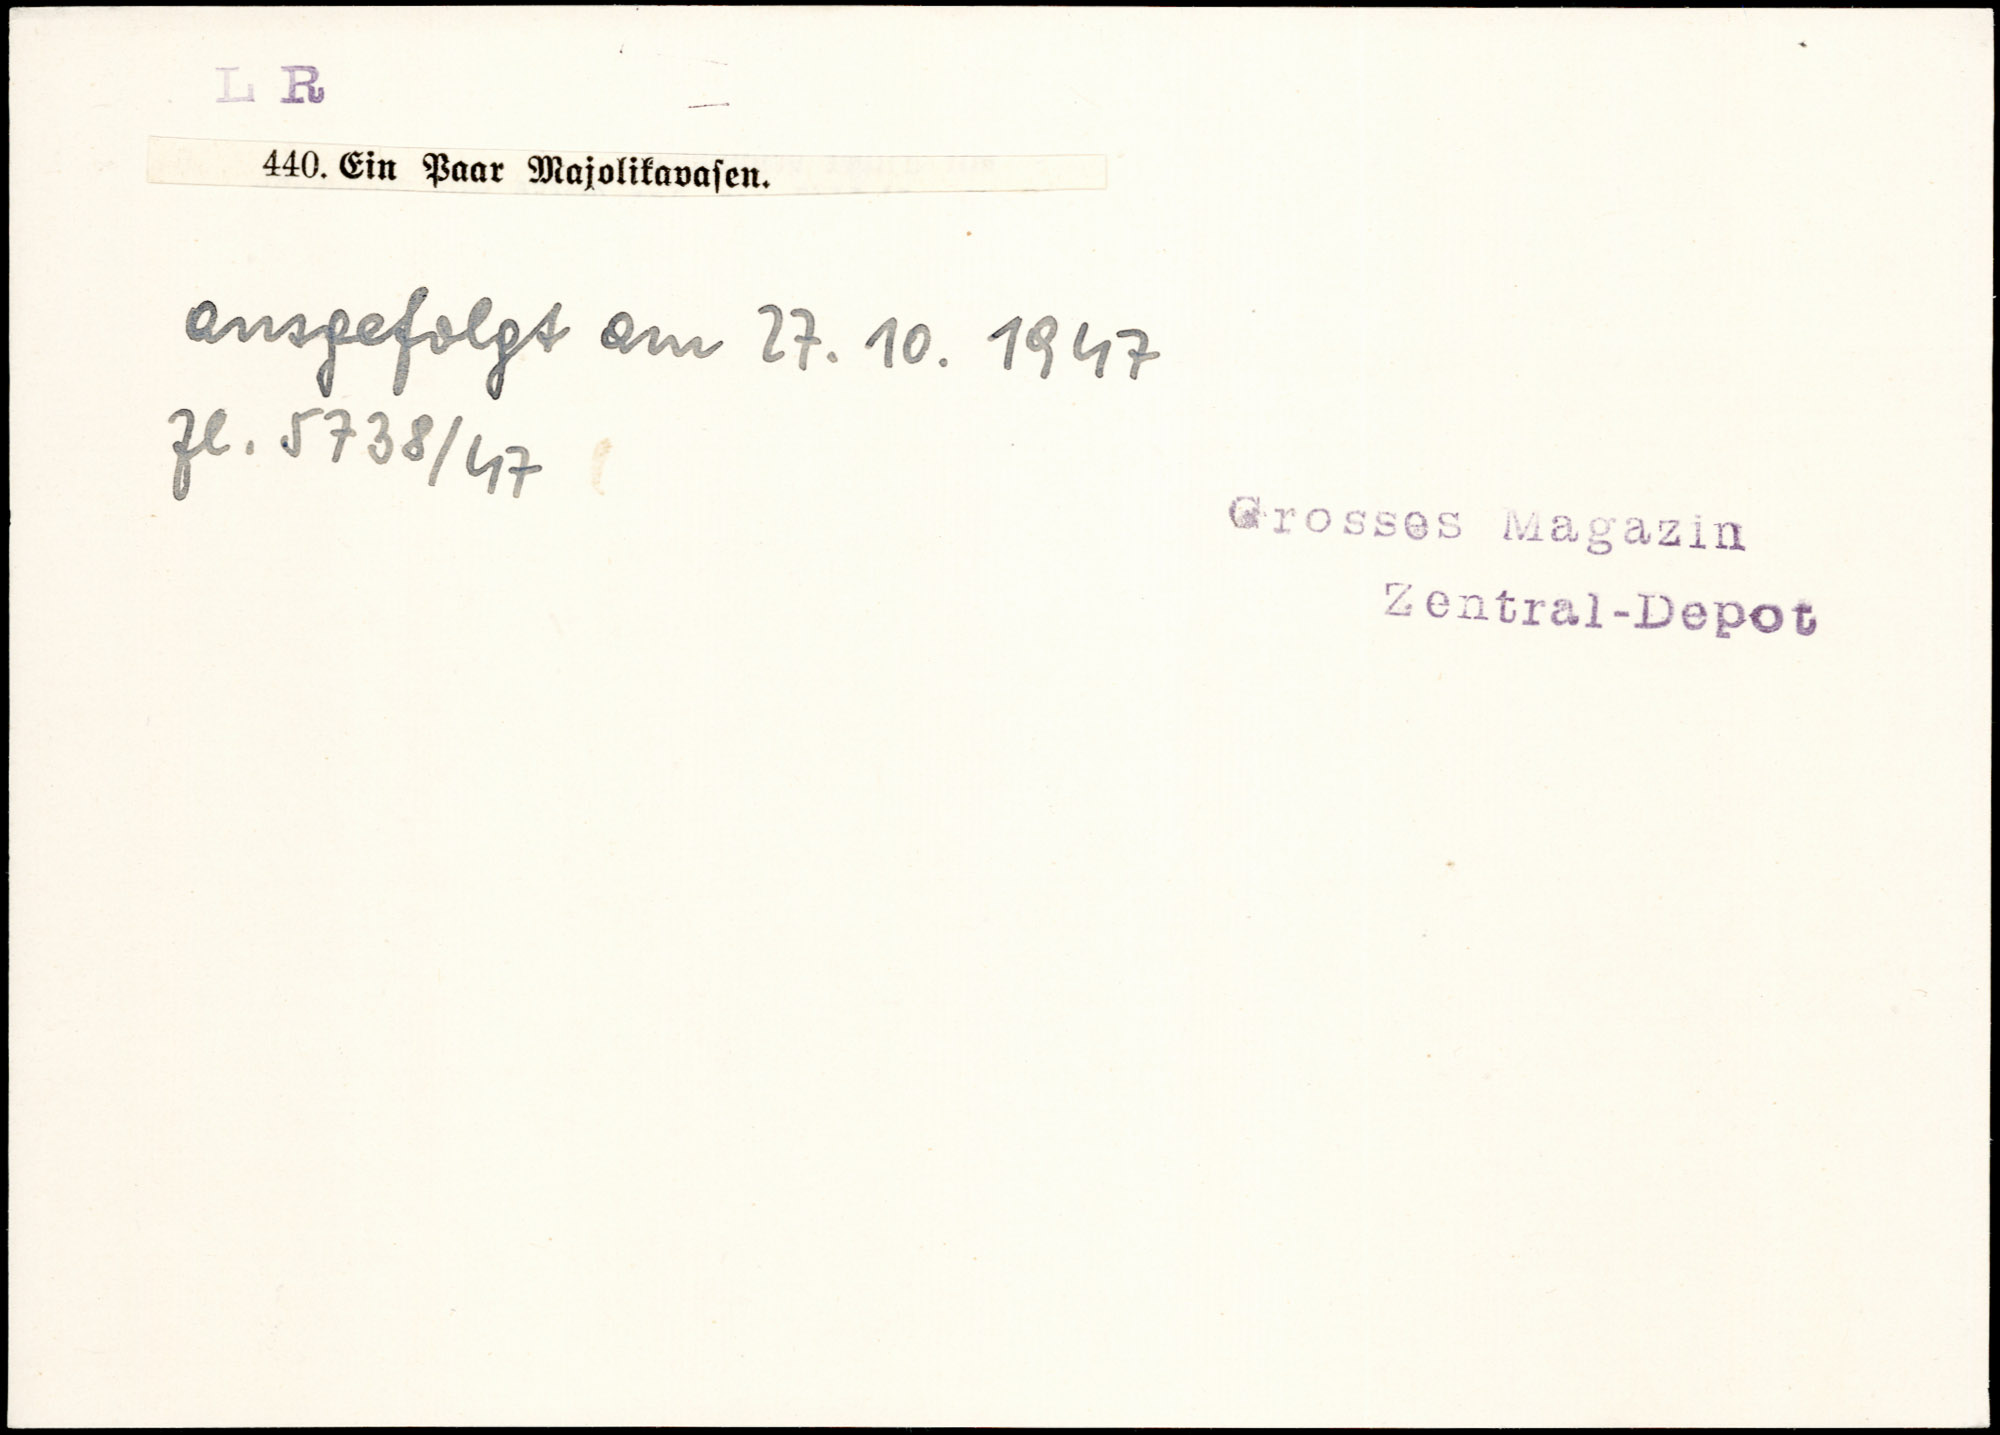 L R
440. Ein Paar Majolikavasen.
ausgefolgt am 27. 10. 1947
Zl. 5738/47
Grosses Magazin
Zentral-Depot